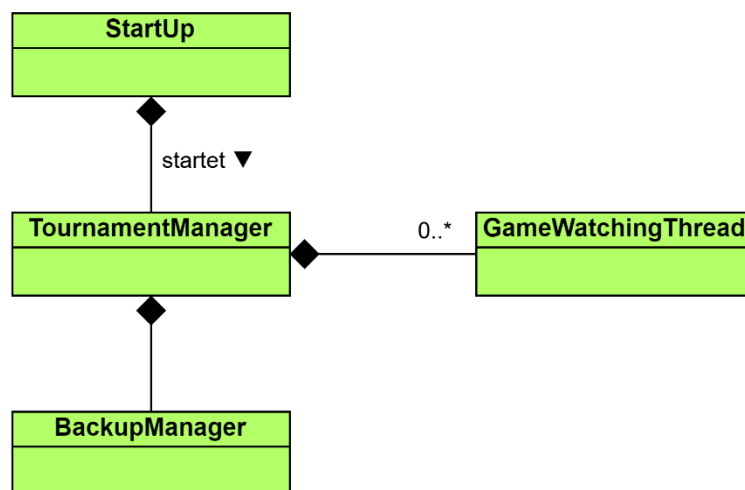 StartUp
startet ▼
TournamentManager
0..*
GameWatchingThread
BackupManager